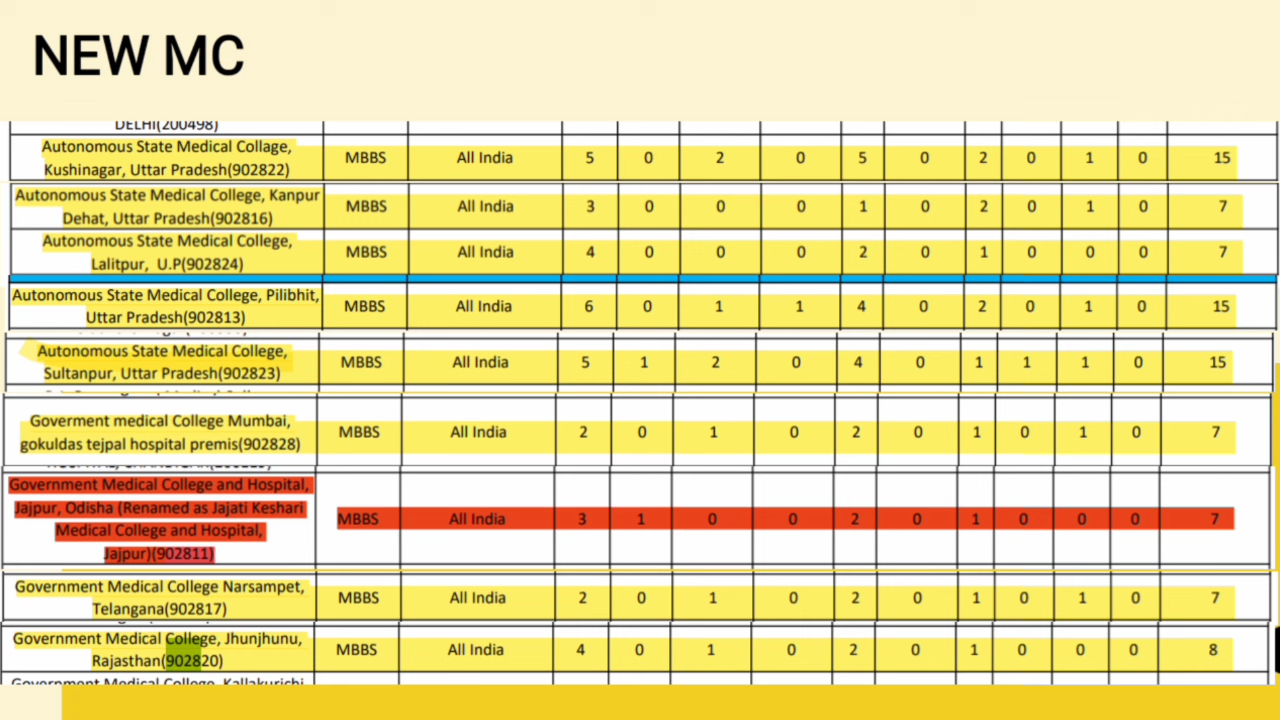 NEW MC
DELHI(200498)
Autonomous State Medical Collage,
Kushinagar, Uttar Pradesh(902822) MBBS All India 5 0 2 0 5 0 2 0 1 0 15
Autonomous State Medical College, Kanpur
Dehat, Uttar Pradesh(902816) MBBS All India 3 0 0 0 1 0 2 0 1 0 7
Autonomous State Medical College,
Lalitpur, U.P(902824) MBBS All India 4 0 0 0 2 0 1 0 0 0 7
Autonomous State Medical College, Pilibhit,
Uttar Pradesh(902813) MBBS All India 6 0 1 1 4 0 2 0 1 0 15
Autonomous State Medical College,
Sultanpur, Uttar Pradesh(902823) MBBS All India 5 1 2 0 4 0 1 1 1 0 15
Goverment medical College Mumbai,
gokuldas tejpal hospital premis(902828) MBBS All India 2 0 1 0 2 0 1 0 1 0 7
Government Medical College and Hospital,
Jajpur, Odisha (Renamed as Jajati Keshari
Medical College and Hospital,
Jajpur)(902811) MBBS All India 3 1 0 0 2 0 1 0 0 0 7
Government Medical College Narsampet,
Telangana(902817) MBBS All India 2 0 1 0 2 0 1 0 1 0 7
Government Medical College, Jhunjhunu,
Rajasthan(902820) MBBS All India 4 0 1 0 2 0 1 0 0 0 8
Government Medical College, Kallakurichi